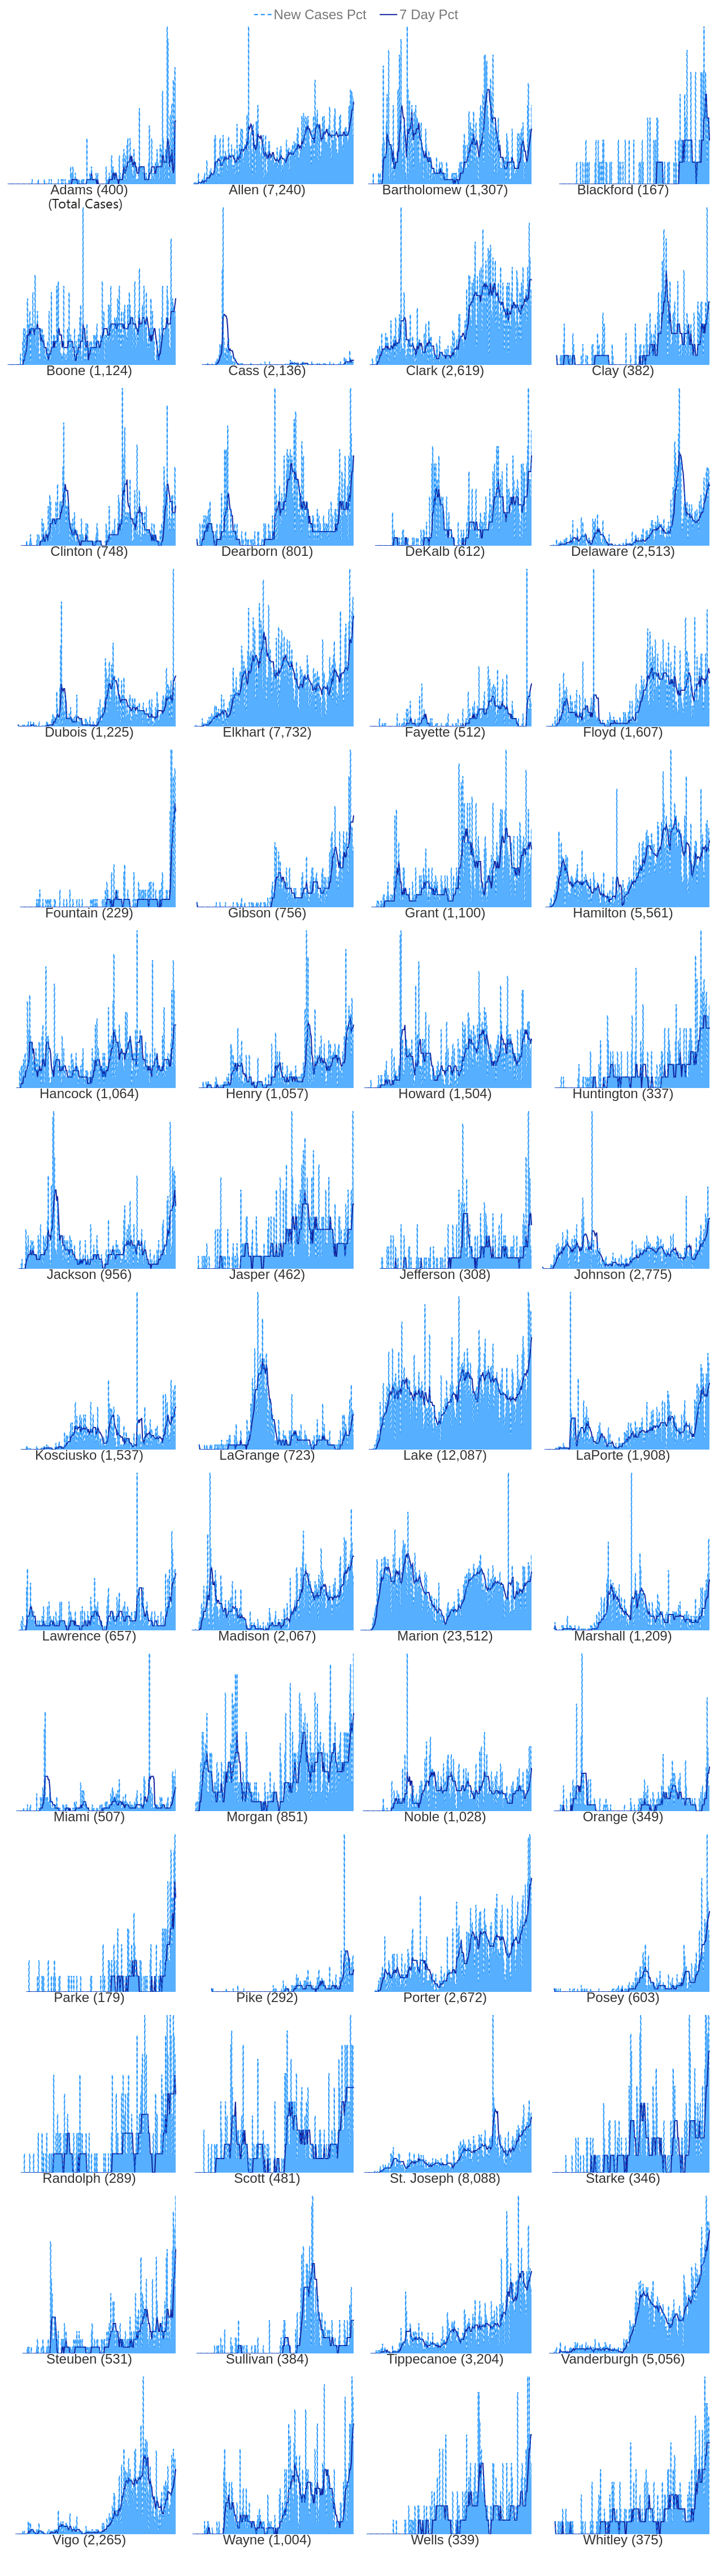 New Cases Pct 7 Day Pct
Adams (400) Allen (7,240) Bartholomew (1,307) Blackford (167)
(Total Cases)
Boone (1,124) Cass (2,136) Clark (2,619) Clay (382)
Clinton (748) Dearborn (801) DeKalb (612) Delaware (2,513)
Dubois (1,225) Elkhart (7,732) Fayette (512) Floyd (1,607)
Fountain (229) Gibson (756) Grant (1,100) Hamilton (5,561)
Hancock (1,064) Henry (1,057) Howard (1,504) Huntington (337)
Jackson (956) Jasper (462) Jefferson (308) Johnson (2,775)
Kosciusko (1,537) LaGrange (723) Lake (12,087) LaPorte (1,908)
Lawrence (657) Madison (2,067) Marion (23,512) Marshall (1,209)
Miami (507) Morgan (851) Noble (1,028) Orange (349)
Parke (179) Pike (292) Porter (2,672) Posey (603)
Randolph (289) Scott (481) St. Joseph (8,088) Starke (346)
Steuben (531) Sullivan (384) Tippecanoe (3,204) Vanderburgh (5,056)
Vigo (2,265) Wayne (1,004) Wells (339) Whitley (375)